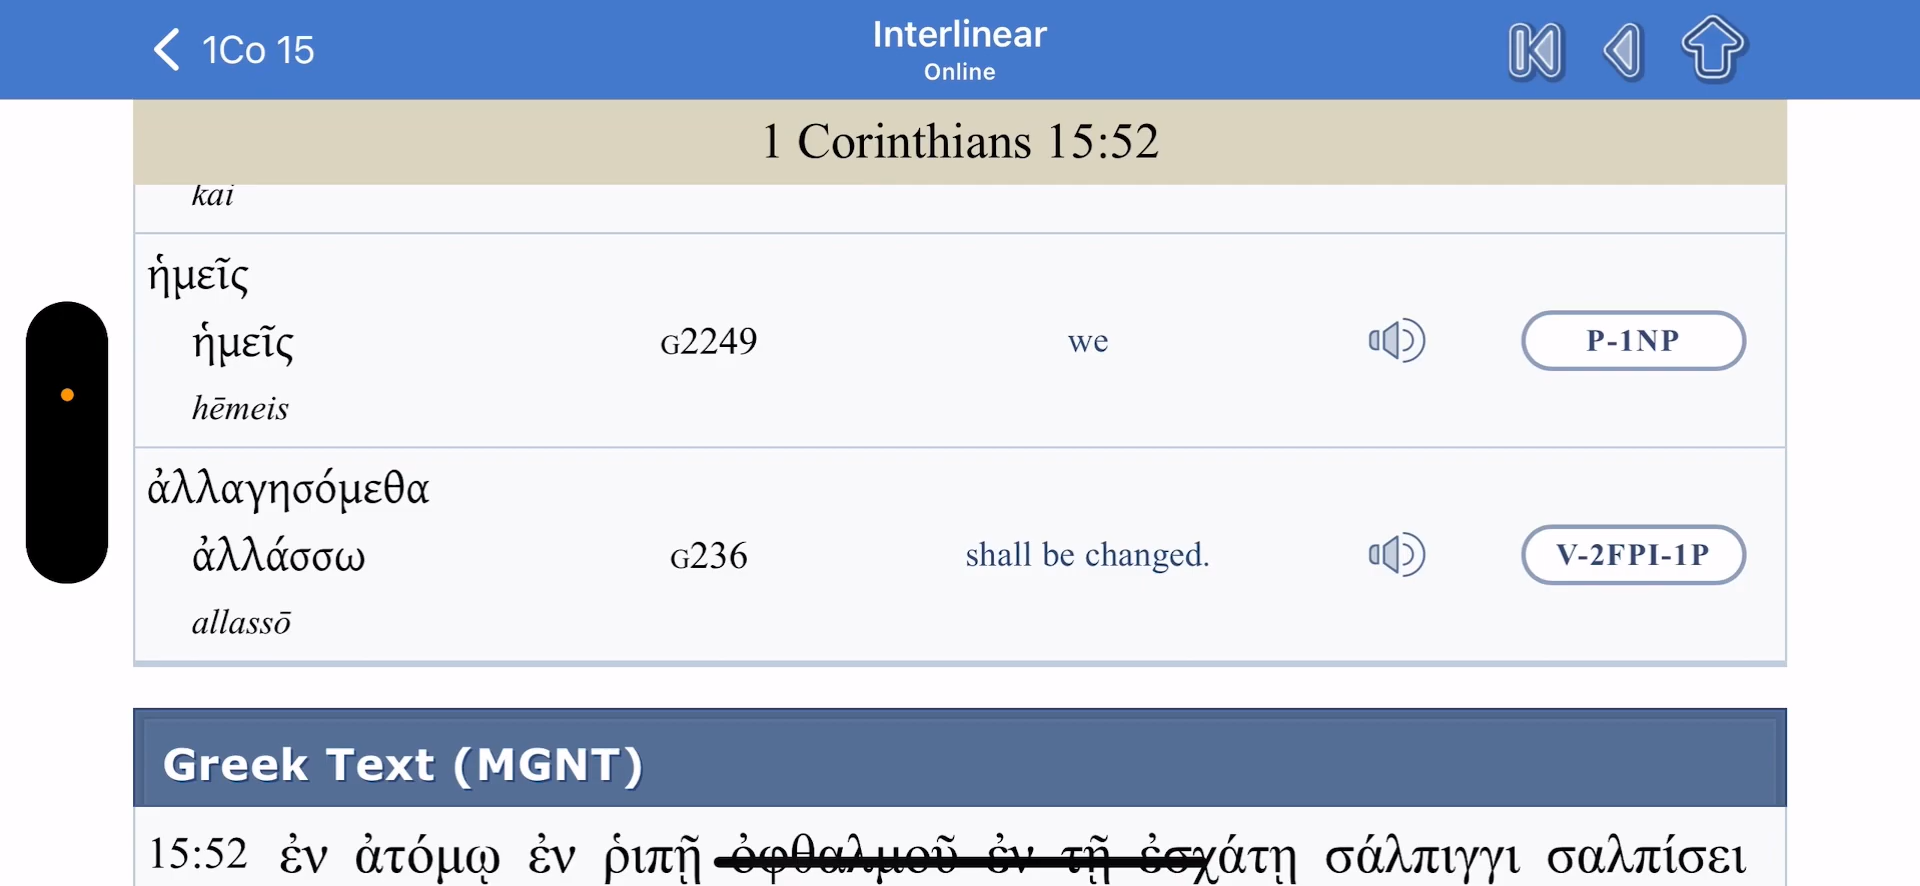 1Co 15
Interlinear
Online
1 Corinthians 15:52
kai
ἡμεῖς
ἡμεῖς G2249 we P-1NP
hēmeis
ἀλλαγησόμεθα
ἀλλάσσω G236 shall be changed. V-2FPI-1P
allassō
Greek Text (MGNT)
15:52 ἐν ἀτόμῳ ἐν ῥιπῇ ὀφθαλμοῦ ἐν τῇ ἐσχάτῃ σάλπιγγι σαλπίσει